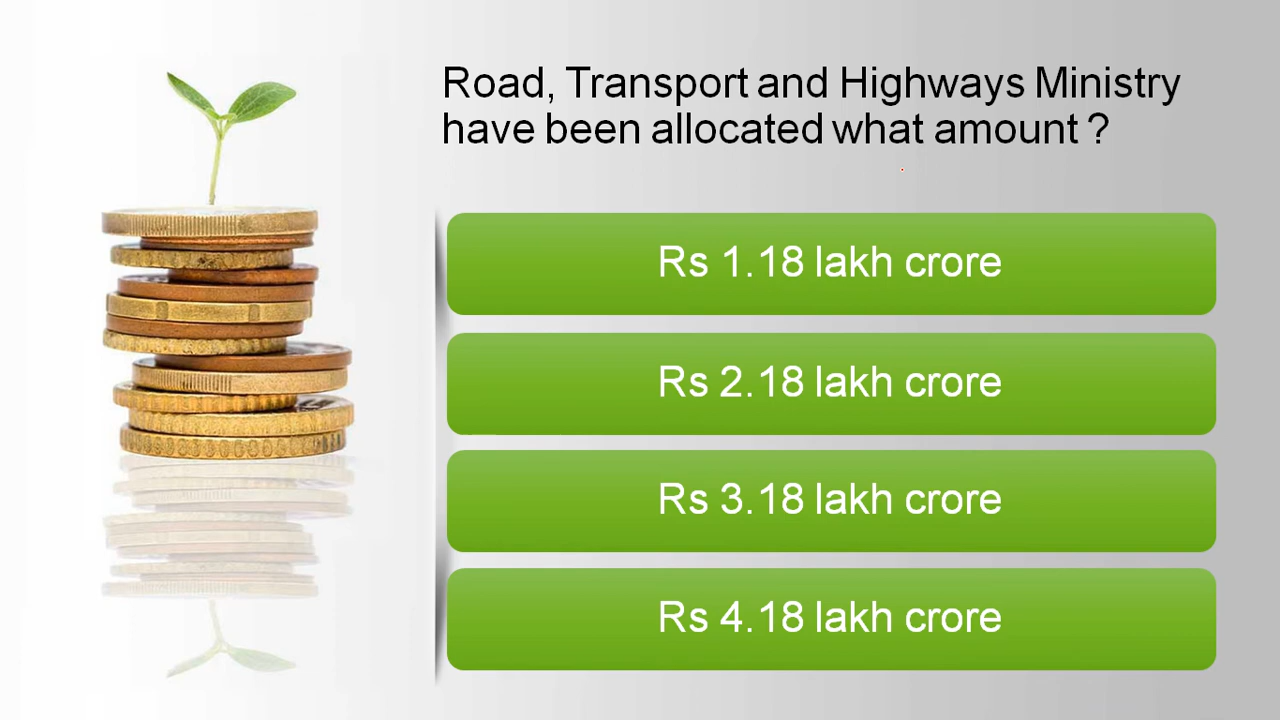 Road, Transport and Highways Ministry
have been allocated what amount ?
Rs 1.18 lakh crore
Rs 2.18 lakh crore
Rs 3.18 lakh crore
Rs 4.18 lakh crore